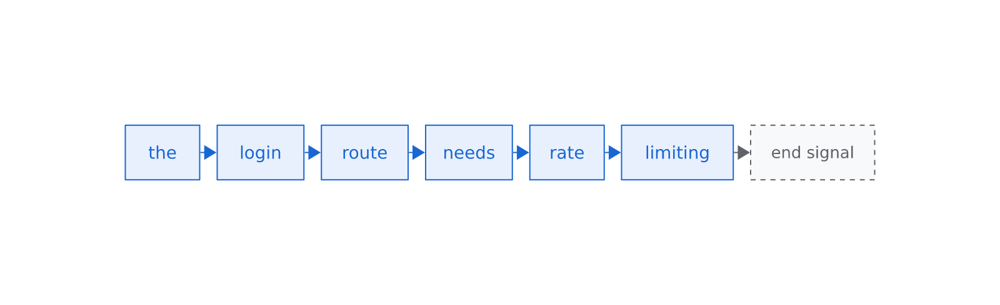 the login route needs rate limiting end signal